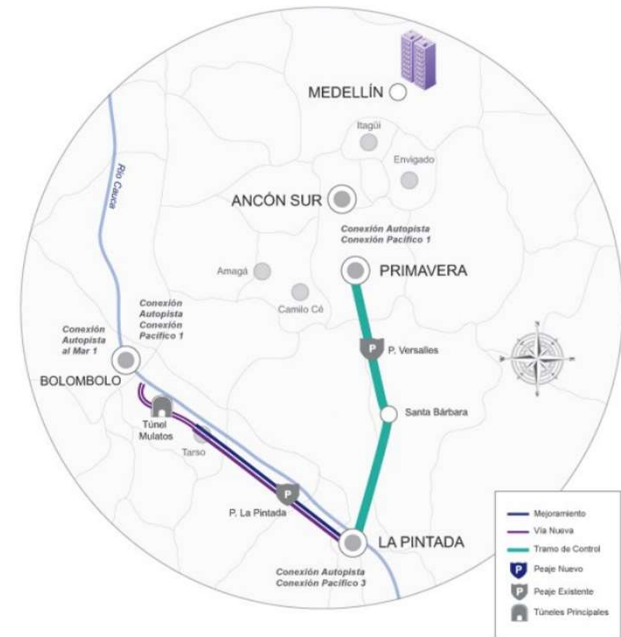 MEDELLÍN
Itagüí
Envigado
ANCÓN SUR
Río Cauca
Conexión Autopista
Conexión Pacífico 1
Amagá
PRIMAVERA
Camilo Cé
Conexión
Autopista
Conexión
Pacífico 1
Conexión
Autopista
al Mar 1
P
P. Versalles
BOLOMBOLO
Santa Bárbara
Túnel
Mulatos
Tarso
P
P. La Pintada
LA PINTADA
Conexión Autopista
Conexión Pacífico 3
Mejoramiento
Vía Nueva
Tramo de Control
P
Peaje Nuevo
P
Peaje Existente
Túneles Principales